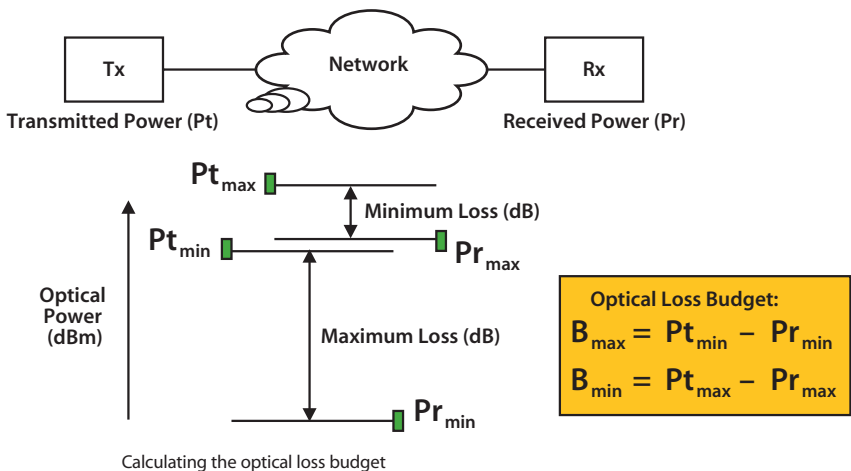 Tx
Network
Rx
Transmitted Power (Pt)
Received Power (Pr)
Pt max
Minimum Loss (dB)
Pt min
Pr max
Optical
Power
(dBm)
Maximum Loss (dB)
Pr min
Optical Loss Budget:
B max = Pt min – Pr min
B min = Pt max – Pr max
Calculating the optical loss budget